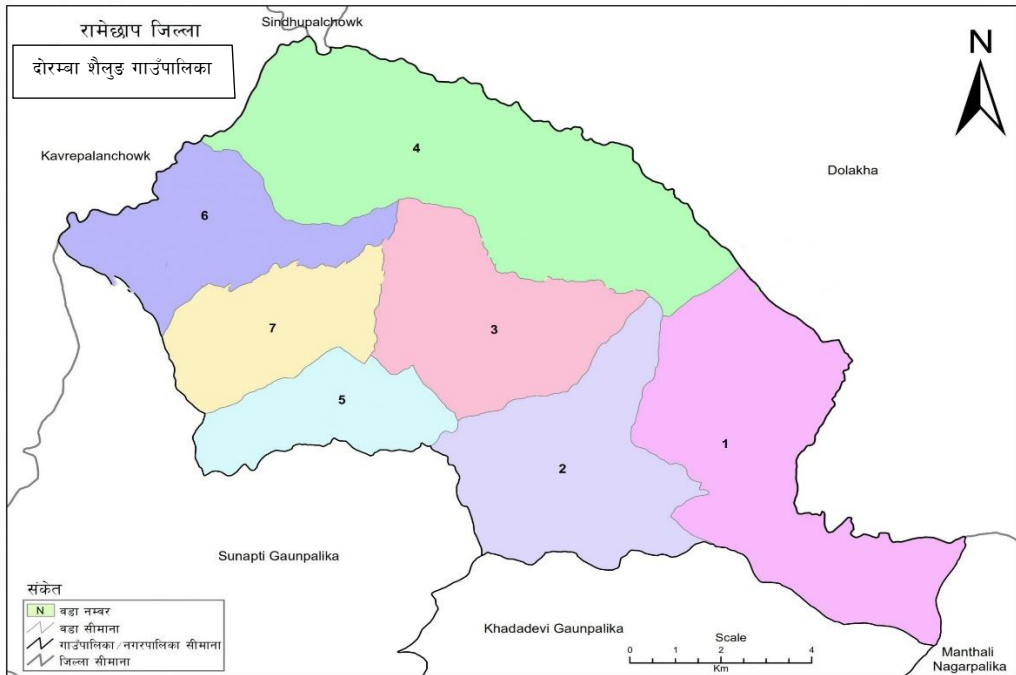 रामेछाप जिल्ला
दोरम्बा शैलुङ गाउँपालिका
Sindhupalchowk
N
Kavrepalanchowk
4
Dolakha
6
7
3
5
1
2
Sunapti Gaunpalika
संकेत
N वडा नम्बर
वडा सीमाना
गाउँपालिका/नगरपालिका सीमाना
जिल्ला सीमाना
Khadadevi Gaunpalika
Scale
0 1 2 4
Km
Manthali
Nagarpalika